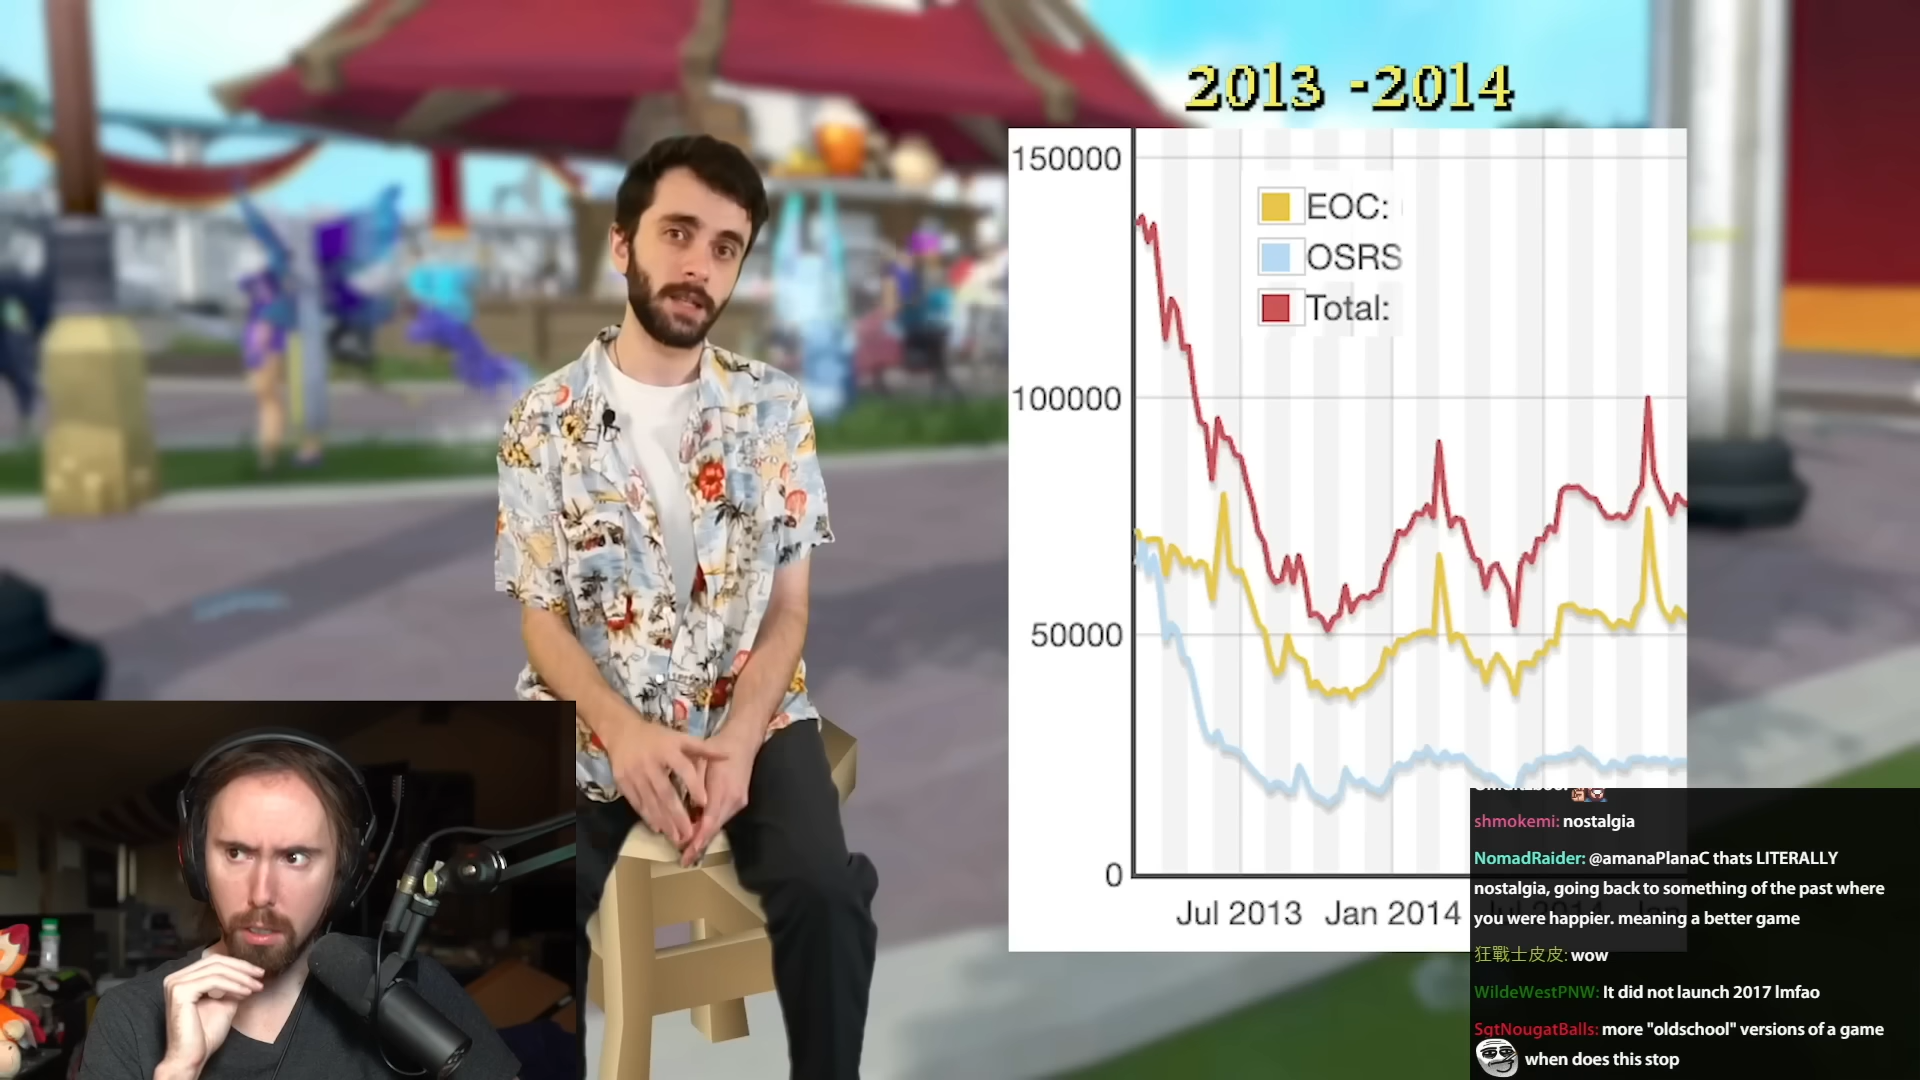 2013 -2014
150000
100000
50000
0
EOC:
OSRS
Total:
Jul 2013 Jan 2014 Jul 2014 Jan
shmokemi: nostalgia
NomadRaider: @amanaPlanaC thats LITERALLY
nostalgia, going back to something of the past where
you were happier. meaning a better game
狂戰士皮皮: wow
WildeWestPNW: It did not launch 2017 lmfao
SgtNougatBalls: more "oldschool" versions of a game
when does this stop